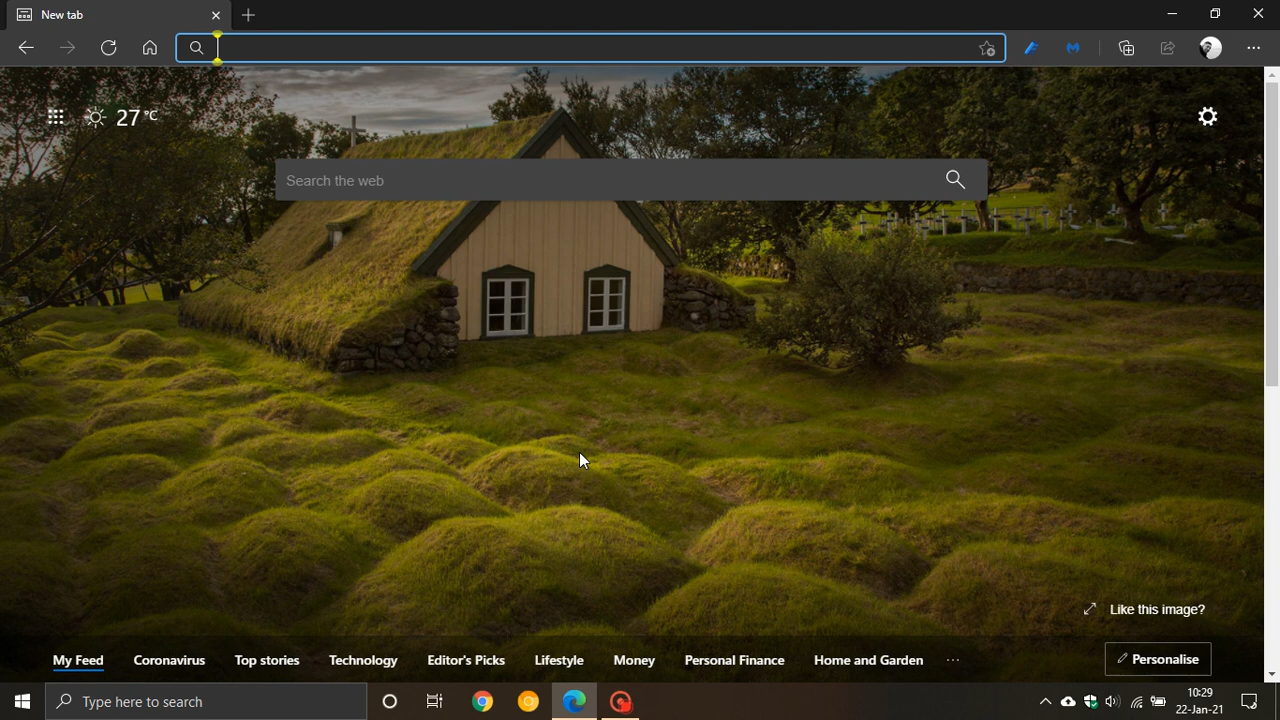 New tab
27 °C
Search the web
Like this image?
My Feed Coronavirus Top stories Technology Editor's Picks Lifestyle Money Personal Finance Home and Garden ... Personalise
Type here to search
10:29
22-Jan-21